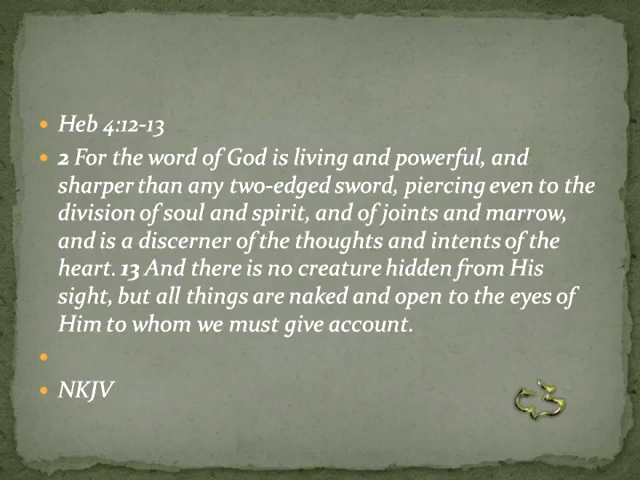 Heb 4:12-13
2 For the word of God is living and powerful, and
sharper than any two-edged sword, piercing even to the
division of soul and spirit, and of joints and marrow,
and is a discerner of the thoughts and intents of the
heart. 13 And there is no creature hidden from His
sight, but all things are naked and open to the eyes of
Him to whom we must give account.
NKJV